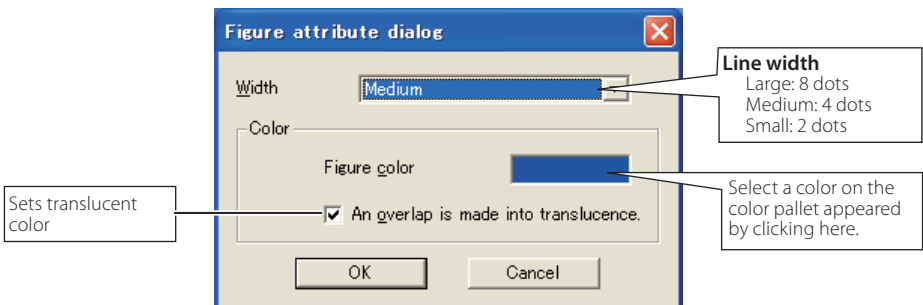 Figure attribute dialog
Width
Medium
Line width
Large: 8 dots
Medium: 4 dots
Small: 2 dots
Color
Figure color
Select a color on the
color pallet appeared
by clicking here.
Sets translucent
color
An overlap is made into translucence.
OK
Cancel